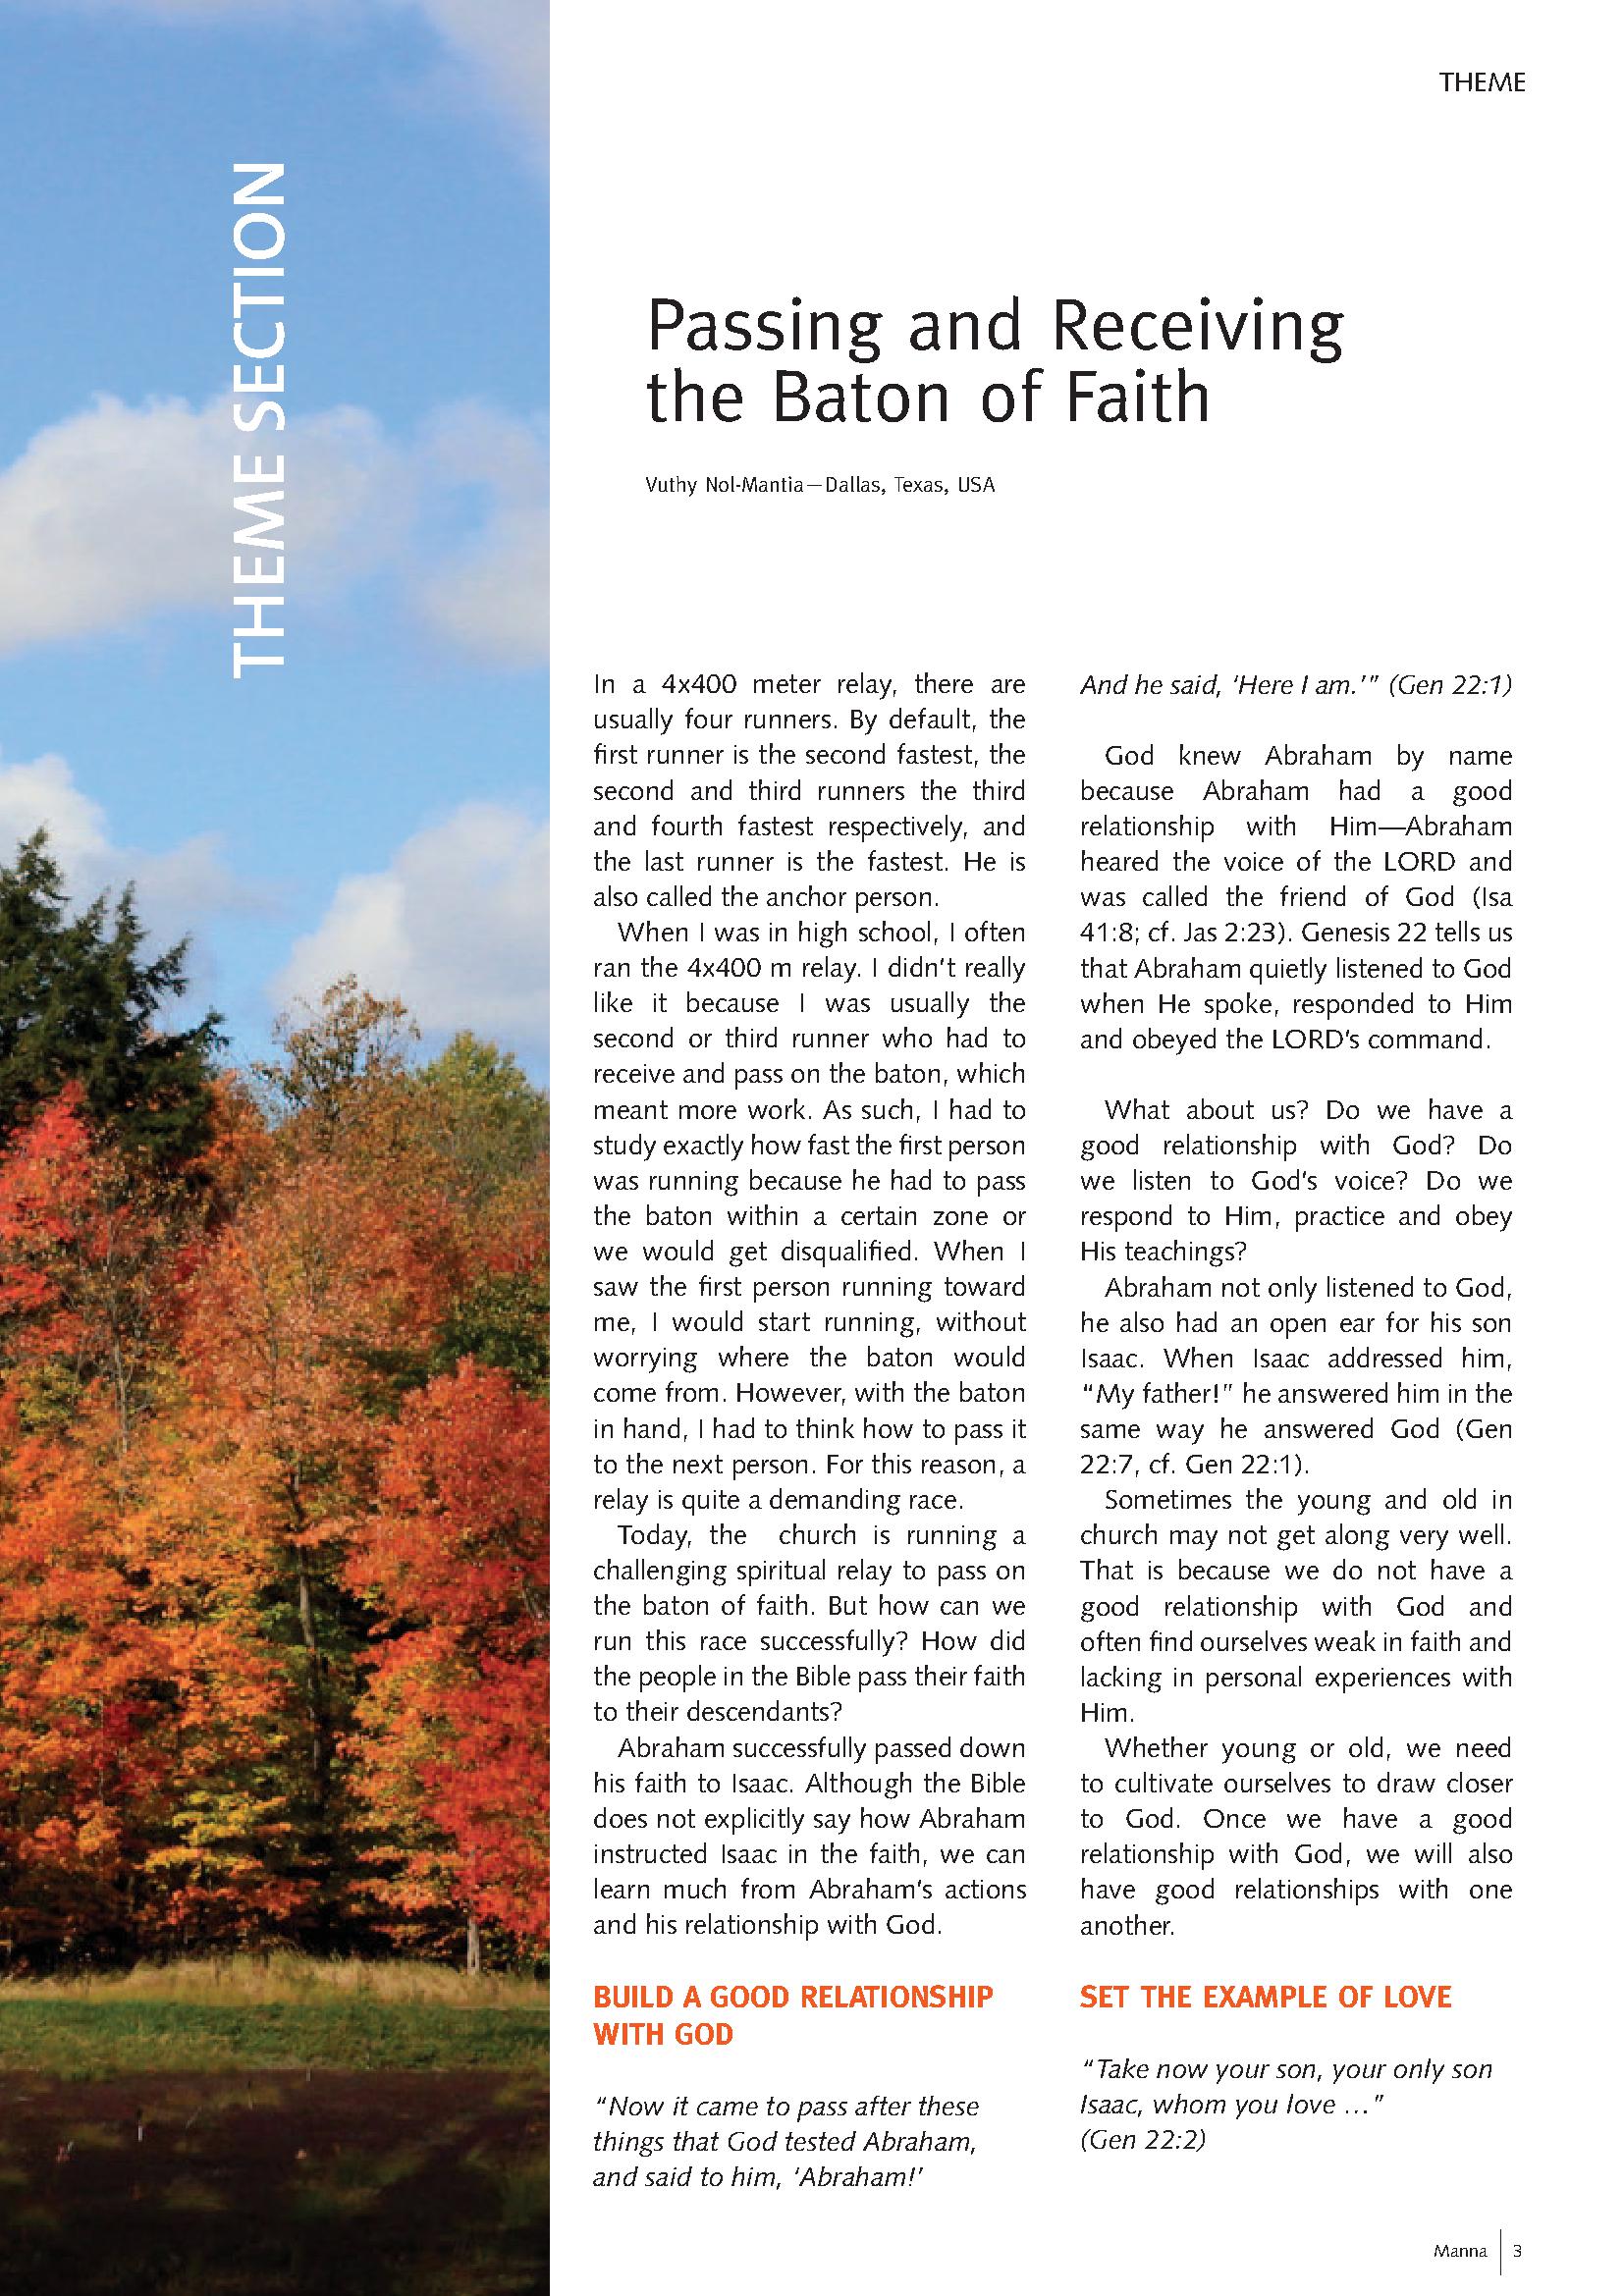 THEME
THEME SECTION
Passing and Receiving
the Baton of Faith
Vuthy Nol-Mantia—Dallas, Texas, USA
In a 4x400 meter relay, there are
usually four runners. By default, the
first runner is the second fastest, the
second and third runners the third
and fourth fastest respectively, and
the last runner is the fastest. He is
also called the anchor person.
When I was in high school, I often
ran the 4x400 m relay. I didn't really
like it because I was usually the
second or third runner who had to
receive and pass on the baton, which
meant more work. As such, I had to
study exactly how fast the first person
was running because he had to pass
the baton within a certain zone or
we would get disqualified. When I
saw the first person running toward
me, I would start running, without
worrying where the baton would
come from. However, with the baton
in hand, I had to think how to pass it
to the next person. For this reason, a
relay is quite a demanding race.
Today, the church is running a
challenging spiritual relay to pass on
the baton of faith. But how can we
run this race successfully? How did
the people in the Bible pass their faith
to their descendants?
Abraham successfully passed down
his faith to Isaac. Although the Bible
does not explicitly say how Abraham
instructed Isaac in the faith, we can
learn much from Abraham's actions
and his relationship with God.
BUILD A GOOD RELATIONSHIP
WITH GOD
"Now it came to pass after these
things that God tested Abraham,
and said to him, 'Abraham!'
And he said, 'Here I am.'" (Gen 22:1)
God knew Abraham by name
because Abraham had a good
relationship with Him—Abraham
heared the voice of the LORD and
was called the friend of God (Isa
41:8; cf. Jas 2:23). Genesis 22 tells us
that Abraham quietly listened to God
when He spoke, responded to Him
and obeyed the LORD's command.
What about us? Do we have a
good relationship with God? Do
we listen to God's voice? Do we
respond to Him, practice and obey
His teachings?
Abraham not only listened to God,
he also had an open ear for his son
Isaac. When Isaac addressed him,
"My father!" he answered him in the
same way he answered God (Gen
22:7, cf. Gen 22:1).
Sometimes the young and old in
church may not get along very well.
That is because we do not have a
good relationship with God and
often find ourselves weak in faith and
lacking in personal experiences with
Him.
Whether young or old, we need
to cultivate ourselves to draw closer
to God. Once we have a good
relationship with God, we will also
have good relationships with one
another.
SET THE EXAMPLE OF LOVE
"Take now your son, your only son
Isaac, whom you love …"
(Gen 22:2)
Manna 3